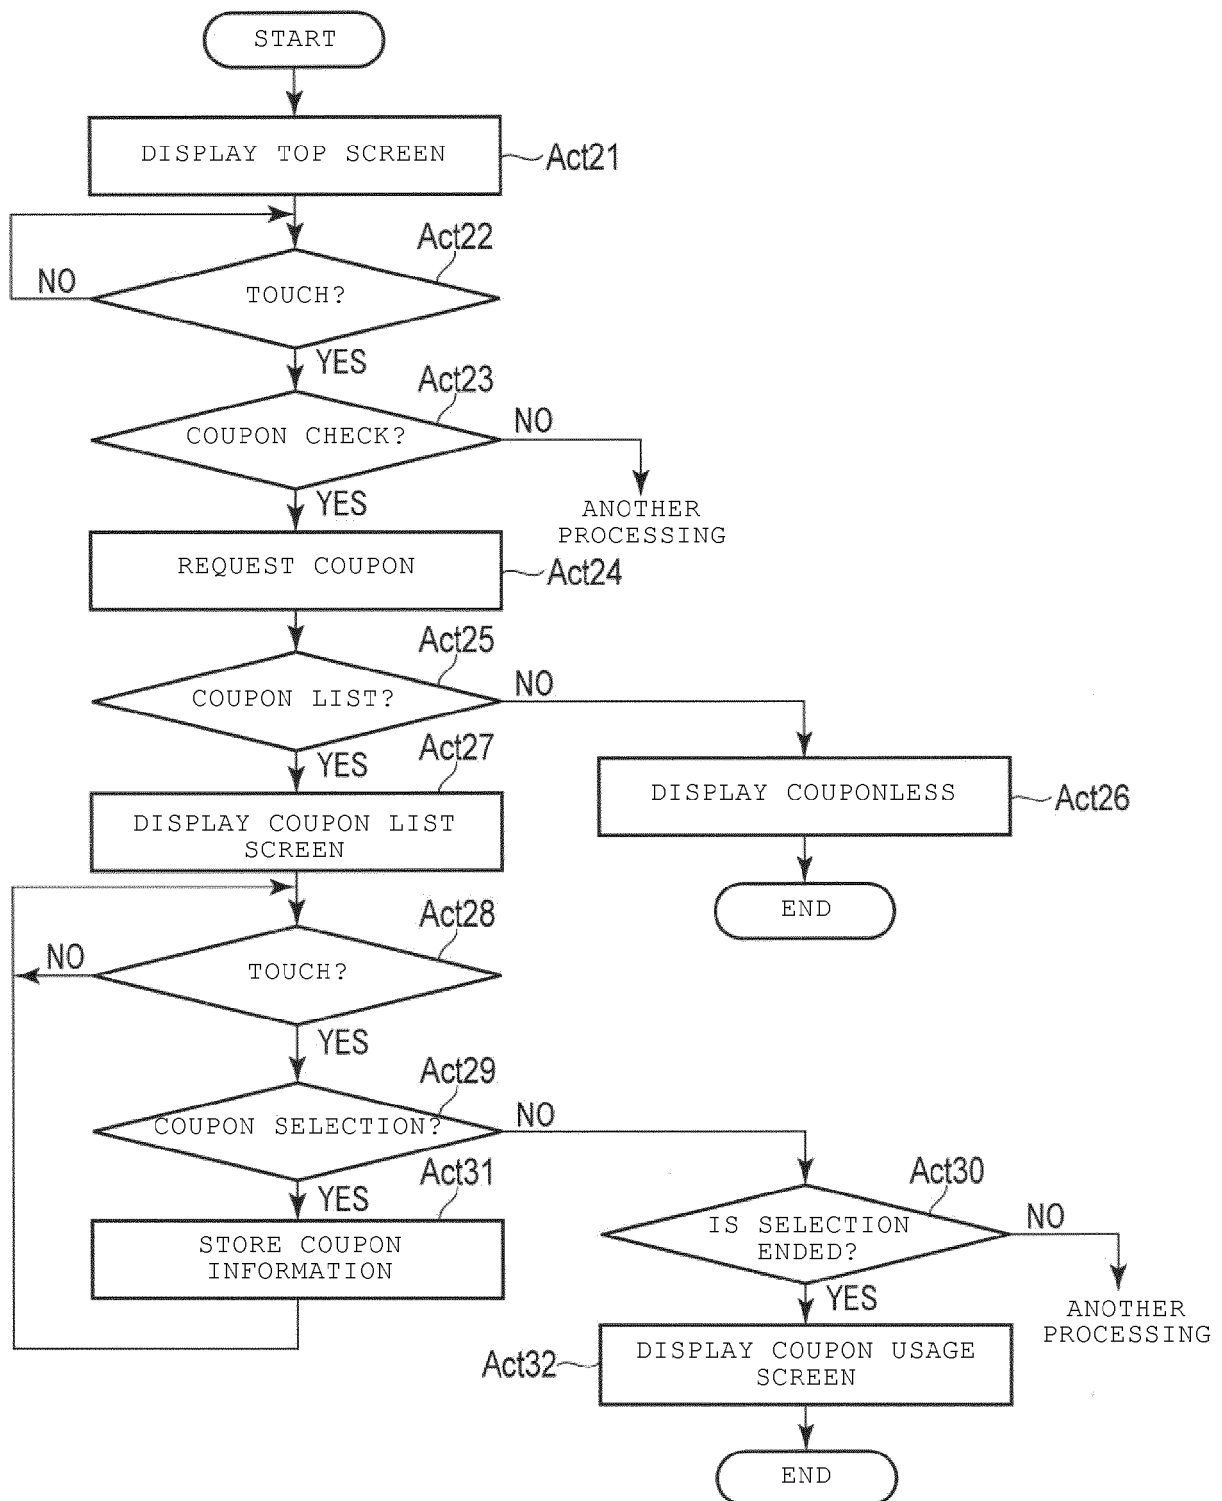 START
DISPLAY TOP SCREEN
Act21
Act22
NO
TOUCH?
YES
Act23
COUPON CHECK?
NO
YES
ANOTHER
PROCESSING
REQUEST COUPON
Act24
Act25
COUPON LIST?
NO
YES
Act27
DISPLAY COUPONLESS
Act26
DISPLAY COUPON LIST
SCREEN
END
Act28
NO
TOUCH?
YES
Act29
COUPON SELECTION?
NO
YES
Act31
Act30
IS SELECTION
ENDED?
NO
STORE COUPON
INFORMATION
YES
ANOTHER
PROCESSING
DISPLAY COUPON USAGE
SCREEN
Act32
END